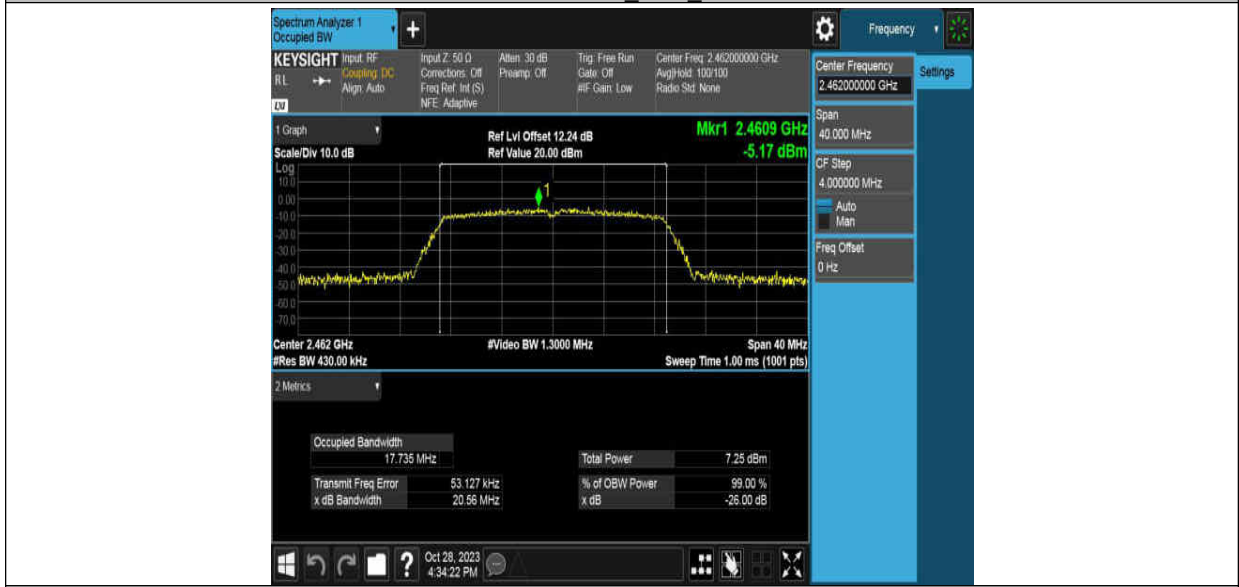 Spectrum Analyzer 1
Occupied BW
+
Frequency
KEYSIGHT
RL
LXI
Input: RF
Coupling: DC
Align: Auto
Input Z: 50 Ω
Corrections: Off
Freq Ref: Int (S)
NFE: Adaptive
Atten: 30 dB
Preamp: Off
Trig: Free Run
Gate: Off
#IF Gain: Low
Center Freq: 2.462000000 GHz
Avg|Hold: 100/100
Radio Std: None
Center Frequency
2.462000000 GHz
Settings
Span
40.000 MHz
CF Step
4.000000 MHz
Auto
Man
Freq Offset
0 Hz
1 Graph
Scale/Div 10.0 dB
Ref Lvl Offset 12.24 dB
Ref Value 20.00 dBm
Mkr1 2.4609 GHz
-5.17 dBm
Log
10.0
0.00
-10.0
-20.0
-30.0
-40.0
-50.0
-60.0
-70.0
1
Center 2.462 GHz
#Res BW 430.00 kHz
#Video BW 1.3000 MHz
Span 40 MHz
Sweep Time 1.00 ms (1001 pts)
2 Metrics
Occupied Bandwidth
17.735 MHz
Total Power 7.25 dBm
Transmit Freq Error 53.127 kHz
% of OBW Power 99.00 %
x dB Bandwidth 20.56 MHz
x dB -26.00 dB
?
Oct 28, 2023
4:34:22 PM